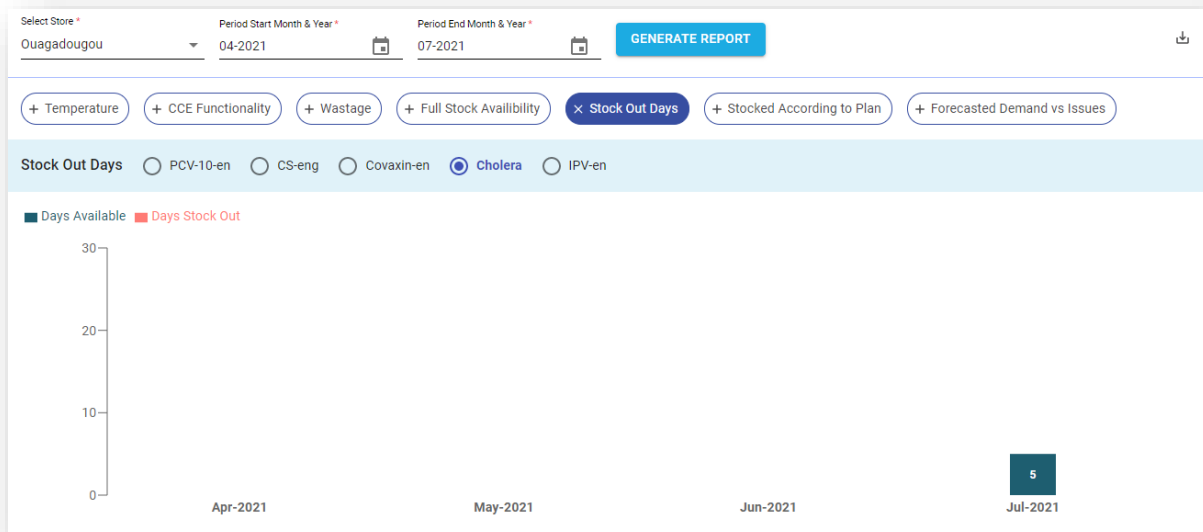 Select Store *
Period Start Month & Year *
Period End Month & Year *
Ouagadougou
04-2021
07-2021
GENERATE REPORT
+ Temperature
+ CCE Functionality
+ Wastage
+ Full Stock Availibility
× Stock Out Days
+ Stocked According to Plan
+ Forecasted Demand vs Issues
Stock Out Days
PCV-10-en
CS-eng
Covaxin-en
Cholera
IPV-en
Days Available
Days Stock Out
30
20
10
0
5
Apr-2021
May-2021
Jun-2021
Jul-2021